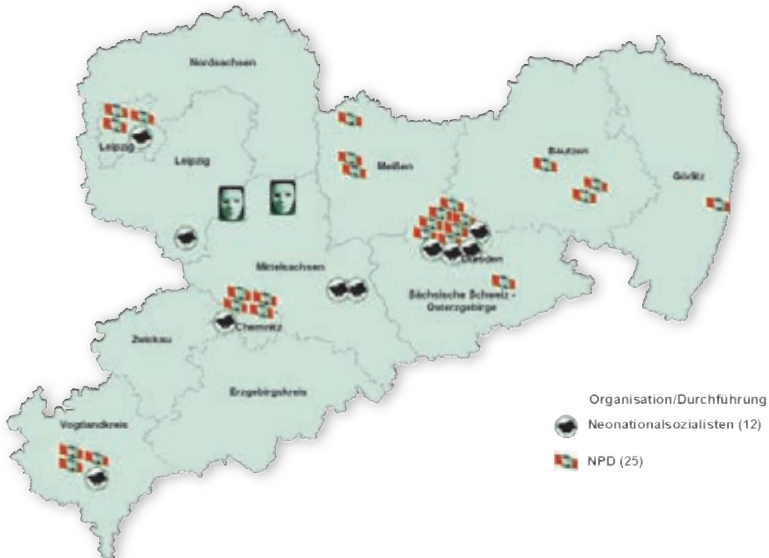 Nordsachsen
Leipzig
Leipzig
Meißen
Bautzen
Görlitz
Dresden
Mittelsachsen
Sächsische Schweiz -
Osterzgebirge
Chemnitz
Zwickau
Erzgebirgskreis
Vogtlandkreis
Organisation/Durchführung
Neonationalsozialisten (12)
NPD (25)